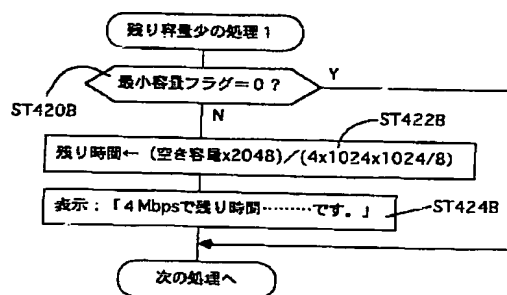 残り容量少の処理1
最小容量フラグ=0?
Y
ST420B
N
ST422B
残り時間←(空き容量x2048)/(4x1024x1024/8)
表示:「4Mbpsで残り時間………です。」
ST424B
次の処理へ